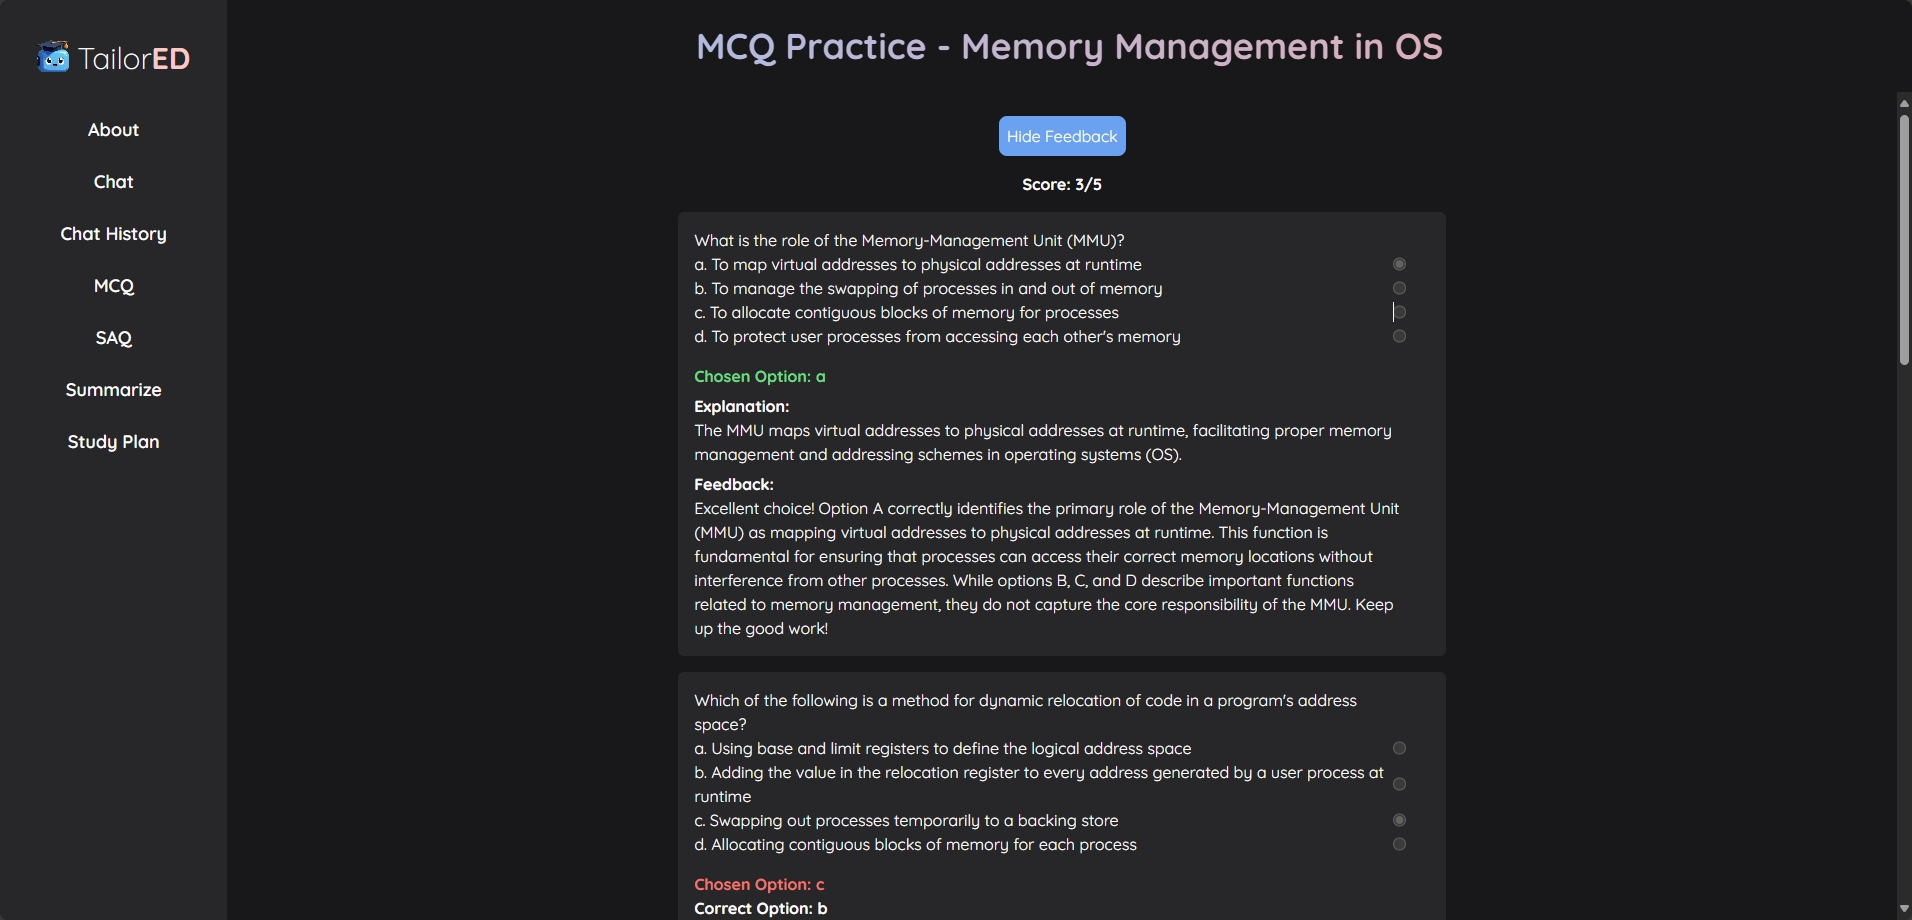 TailorED
About
Chat
Chat History
MCQ
SAQ
Summarize
Study Plan
MCQ Practice - Memory Management in OS
Hide Feedback
Score: 3/5
What is the role of the Memory-Management Unit (MMU)?
a. To map virtual addresses to physical addresses at runtime
b. To manage the swapping of processes in and out of memory
c. To allocate contiguous blocks of memory for processes
d. To protect user processes from accessing each other's memory
Chosen Option: a
Explanation:
The MMU maps virtual addresses to physical addresses at runtime, facilitating proper memory
management and addressing schemes in operating systems (OS).
Feedback:
Excellent choice! Option A correctly identifies the primary role of the Memory-Management Unit
(MMU) as mapping virtual addresses to physical addresses at runtime. This function is
fundamental for ensuring that processes can access their correct memory locations without
interference from other processes. While options B, C, and D describe important functions
related to memory management, they do not capture the core responsibility of the MMU. Keep
up the good work!
Which of the following is a method for dynamic relocation of code in a program's address
space?
a. Using base and limit registers to define the logical address space
b. Adding the value in the relocation register to every address generated by a user process at
runtime
c. Swapping out processes temporarily to a backing store
d. Allocating contiguous blocks of memory for each process
Chosen Option: c
Correct Option: b